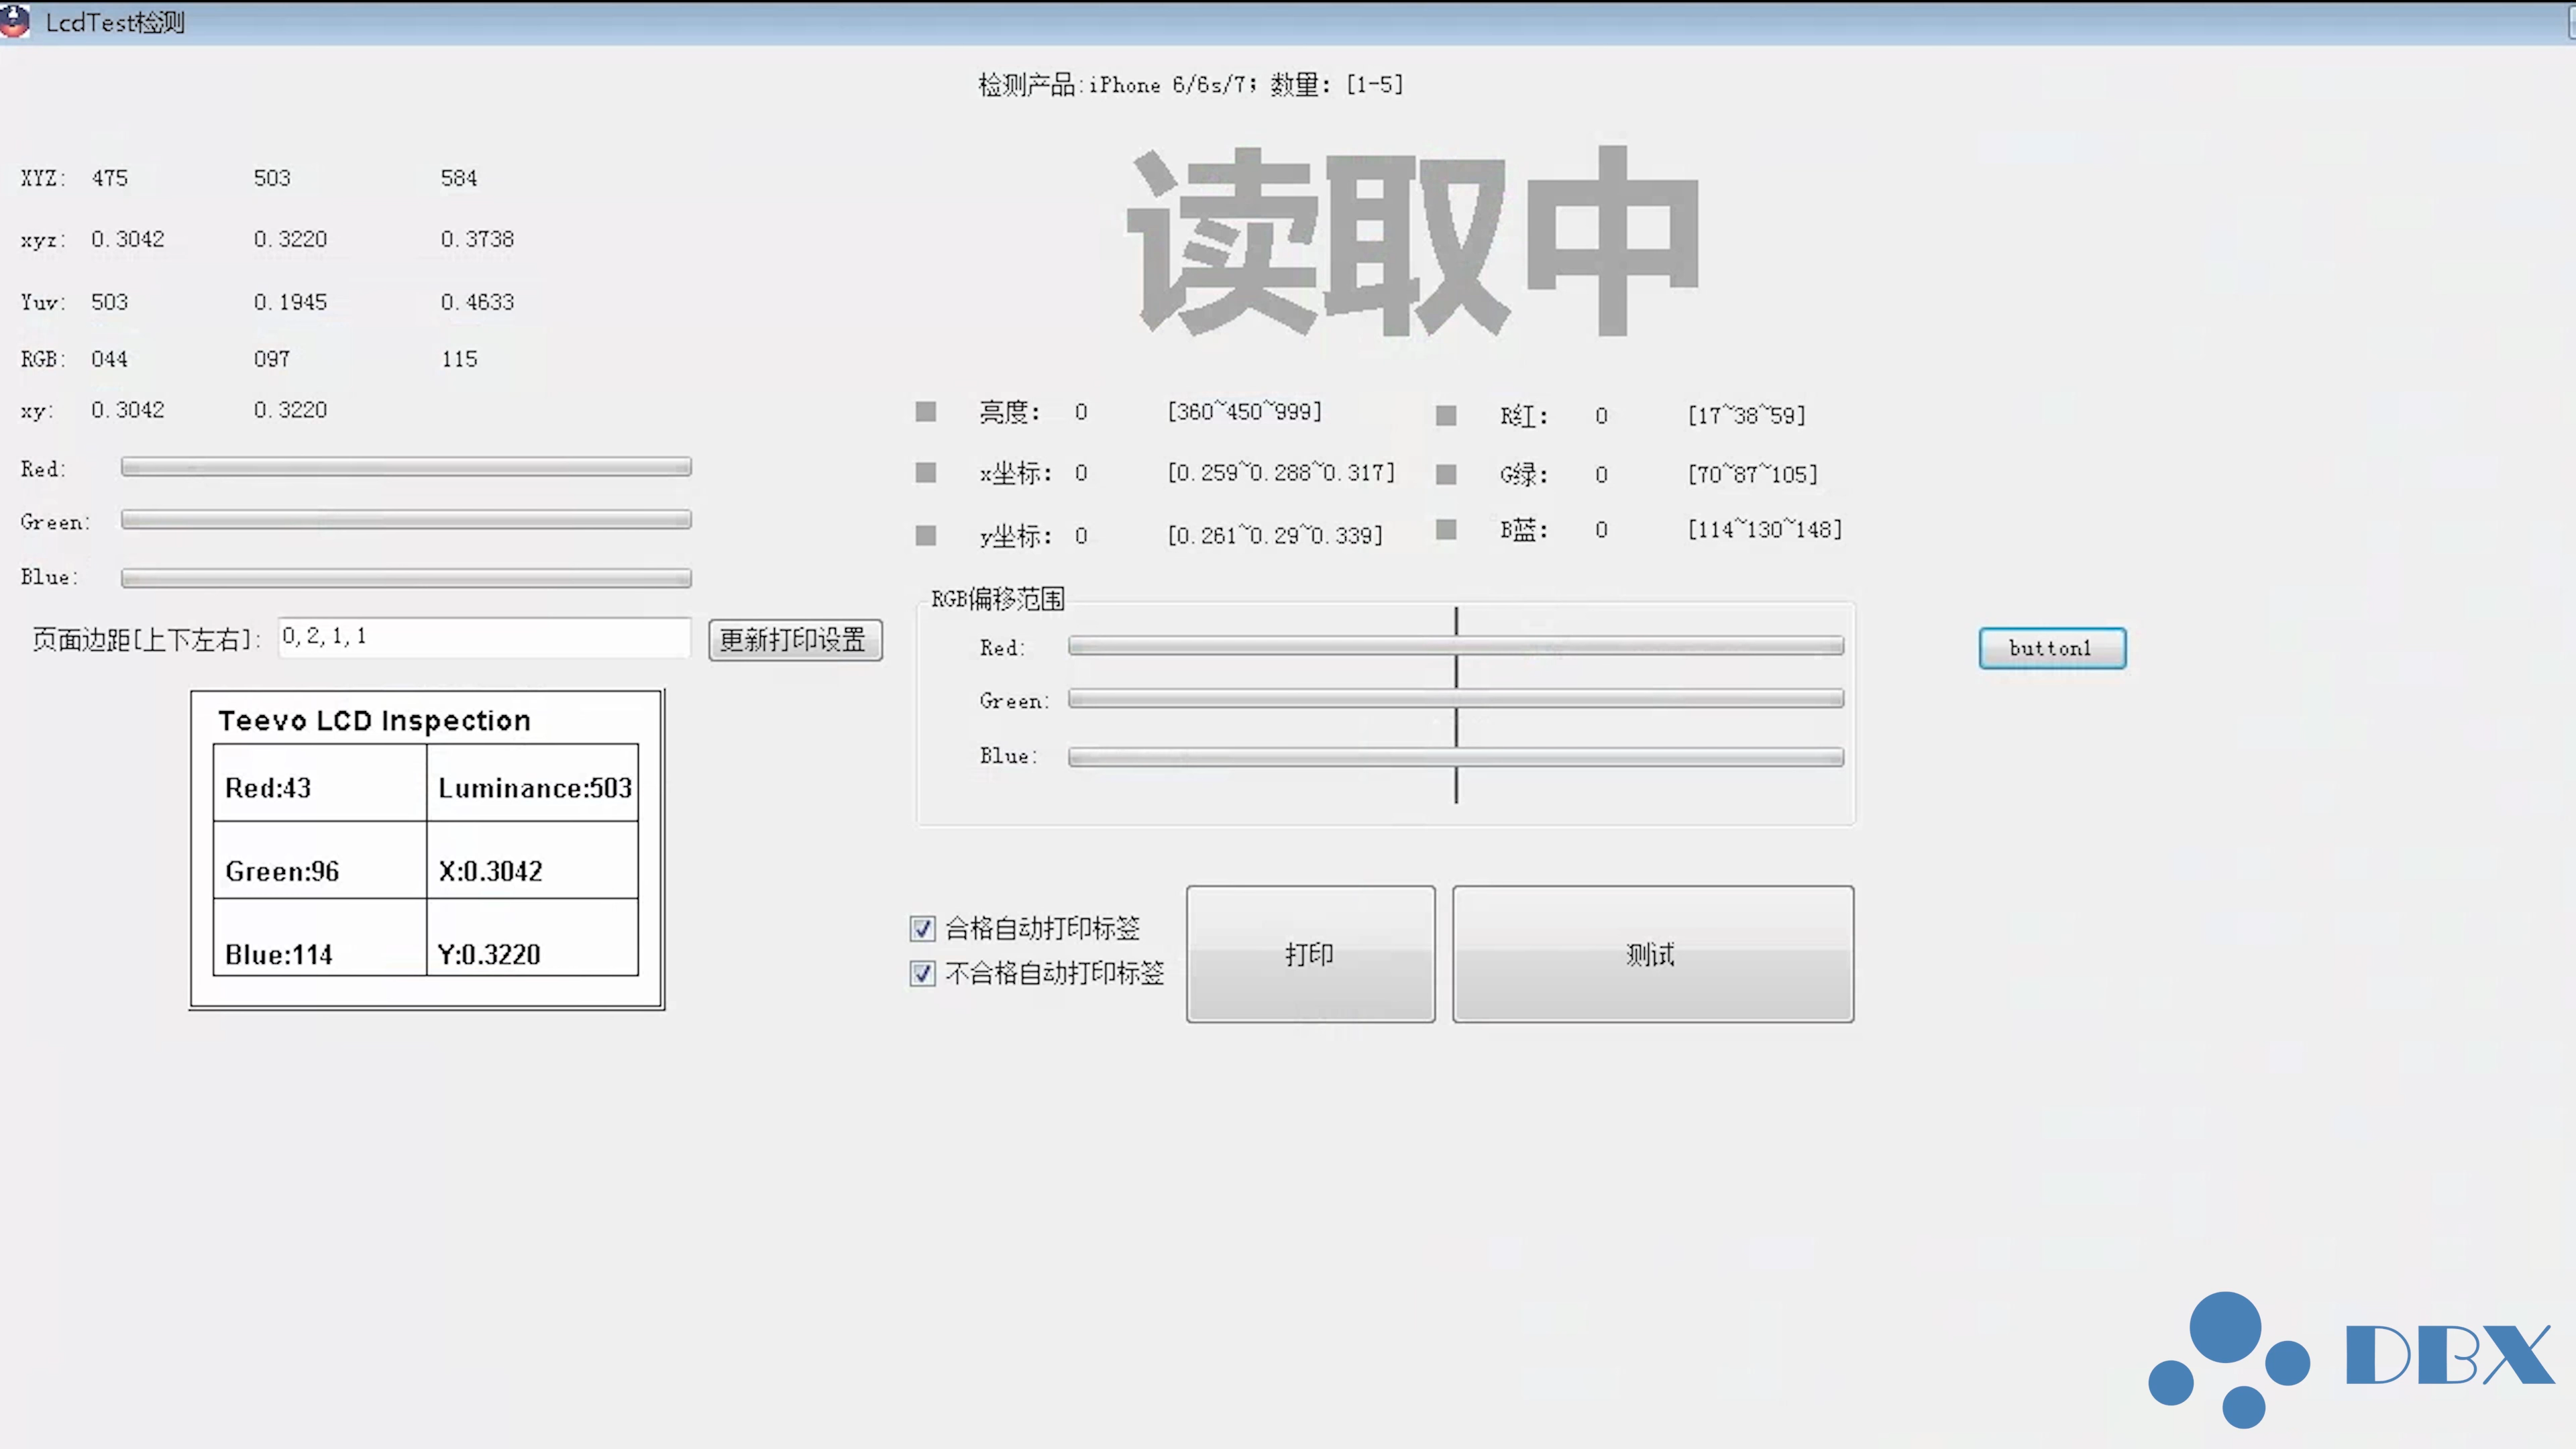 LcdTest检测
检测产品:iPhone 6/6s/7; 数量: [1-5]
读取中
XYZ: 475 503 584
xyz: 0.3042 0.3220 0.3738
Yuv: 503 0.1945 0.4633
RGB: 044 097 115
xy: 0.3042 0.3220
Red:
Green:
Blue:
页面边距[上下左右]: 0,2,1,1 更新打印设置
Teevo LCD Inspection
Red:43 Luminance:503
Green:96 X:0.3042
Blue:114 Y:0.3220
亮度: 0 [360~450~999] R红: 0 [17~38~59]
x坐标: 0 [0.259~0.288~0.317] G绿: 0 [70~87~105]
y坐标: 0 [0.261~0.29~0.339] B蓝: 0 [114~130~148]
RGB偏移范围
Red:
Green:
Blue:
button1
合格自动打印标签
不合格自动打印标签
打印
测试
DBX